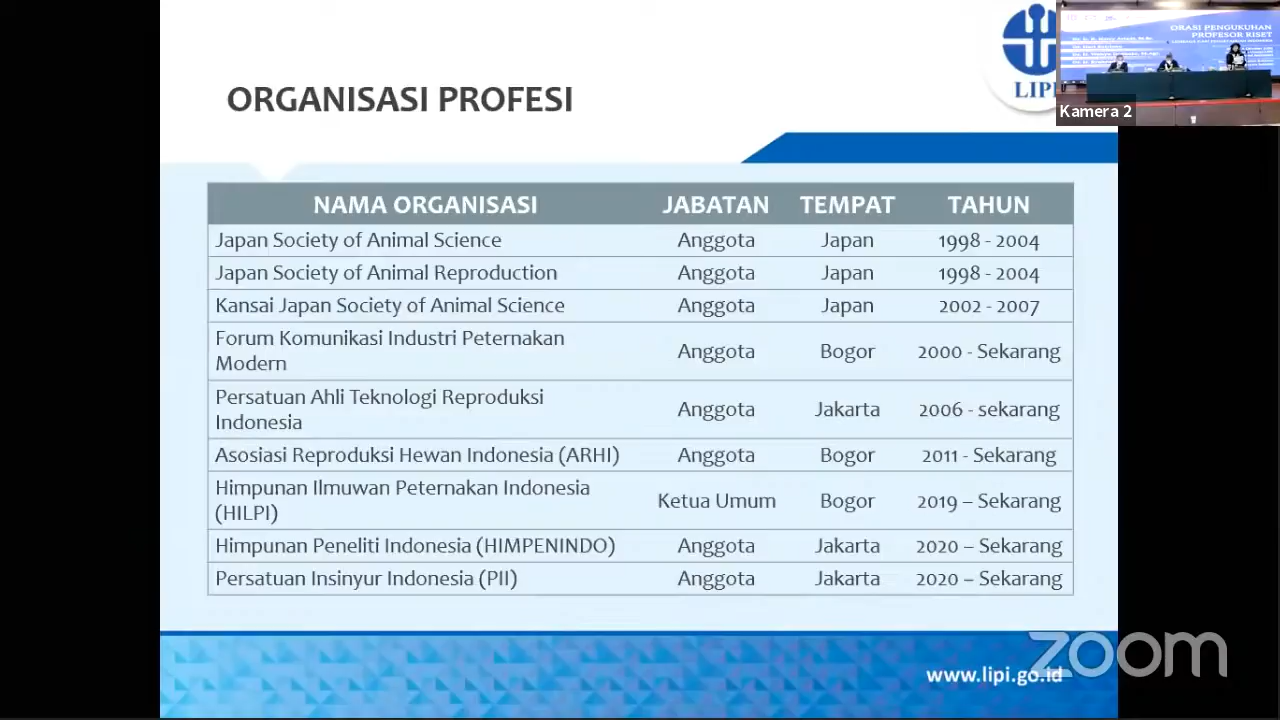 ORASI PENGUKUHAN
PROFESOR RISET
LIPI
Kamera 2
ORGANISASI PROFESI
NAMA ORGANISASI JABATAN TEMPAT TAHUN
Japan Society of Animal Science Anggota Japan 1998 - 2004
Japan Society of Animal Reproduction Anggota Japan 1998 - 2004
Kansai Japan Society of Animal Science Anggota Japan 2002 - 2007
Forum Komunikasi Industri Peternakan
Modern Anggota Bogor 2000 - Sekarang
Persatuan Ahli Teknologi Reproduksi
Indonesia Anggota Jakarta 2006 - sekarang
Asosiasi Reproduksi Hewan Indonesia (ARHI) Anggota Bogor 2011 - Sekarang
Himpunan Ilmuwan Peternakan Indonesia
(HILPI) Ketua Umum Bogor 2019 – Sekarang
Himpunan Peneliti Indonesia (HIMPENINDO) Anggota Jakarta 2020 – Sekarang
Persatuan Insinyur Indonesia (PII) Anggota Jakarta 2020 – Sekarang
www.lipi.go.id
zoom